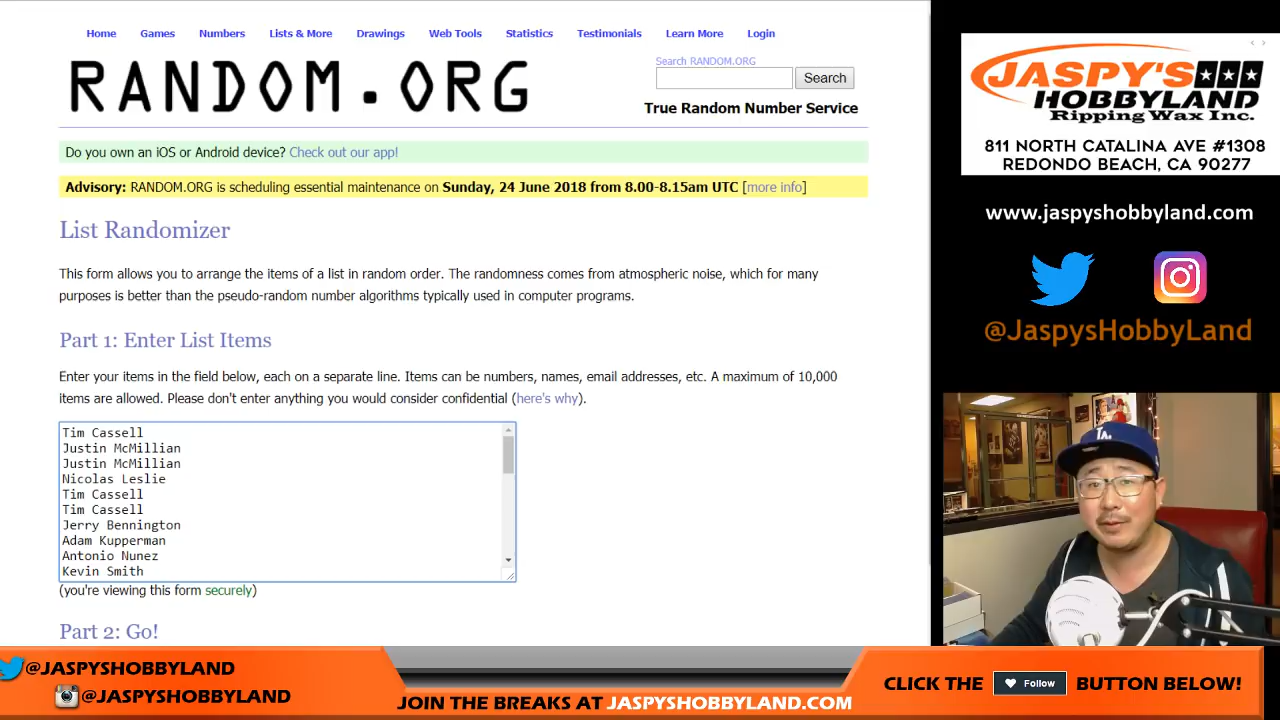 Home Games Numbers Lists & More Drawings Web Tools Statistics Testimonials Learn More Login
RANDOM.ORG
Search RANDOM.ORG
Search
True Random Number Service
Do you own an iOS or Android device? Check out our app!
Advisory: RANDOM.ORG is scheduling essential maintenance on Sunday, 24 June 2018 from 8.00-8.15am UTC [more info]
List Randomizer
This form allows you to arrange the items of a list in random order. The randomness comes from atmospheric noise, which for many
purposes is better than the pseudo-random number algorithms typically used in computer programs.
Part 1: Enter List Items
Enter your items in the field below, each on a separate line. Items can be numbers, names, email addresses, etc. A maximum of 10,000
items are allowed. Please don't enter anything you would consider confidential (here's why).
Tim Cassell
Justin McMillian
Justin McMillian
Nicolas Leslie
Tim Cassell
Tim Cassell
Jerry Bennington
Adam Kupperman
Antonio Nunez
Kevin Smith
(you're viewing this form securely)
Part 2: Go!
JASPY'S
HOBBYLAND
Ripping Wax Inc.
811 NORTH CATALINA AVE #1308
REDONDO BEACH, CA 90277
www.jaspyshobbyland.com
@JaspysHobbyLand
LA
@JASPYSHOBBYLAND
@JASPYSHOBBYLAND
JOIN THE BREAKS AT JASPYSHOBBYLAND.COM
CLICK THE Follow BUTTON BELOW!